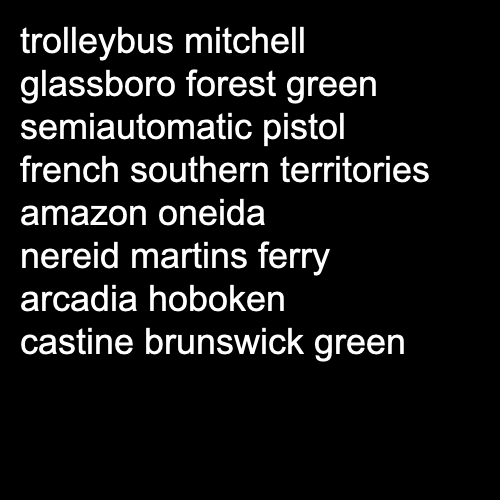 trolleybus mitchell
glassboro forest green
semiautomatic pistol
french southern territories
amazon oneida
nereid martins ferry
arcadia hoboken
castine brunswick green